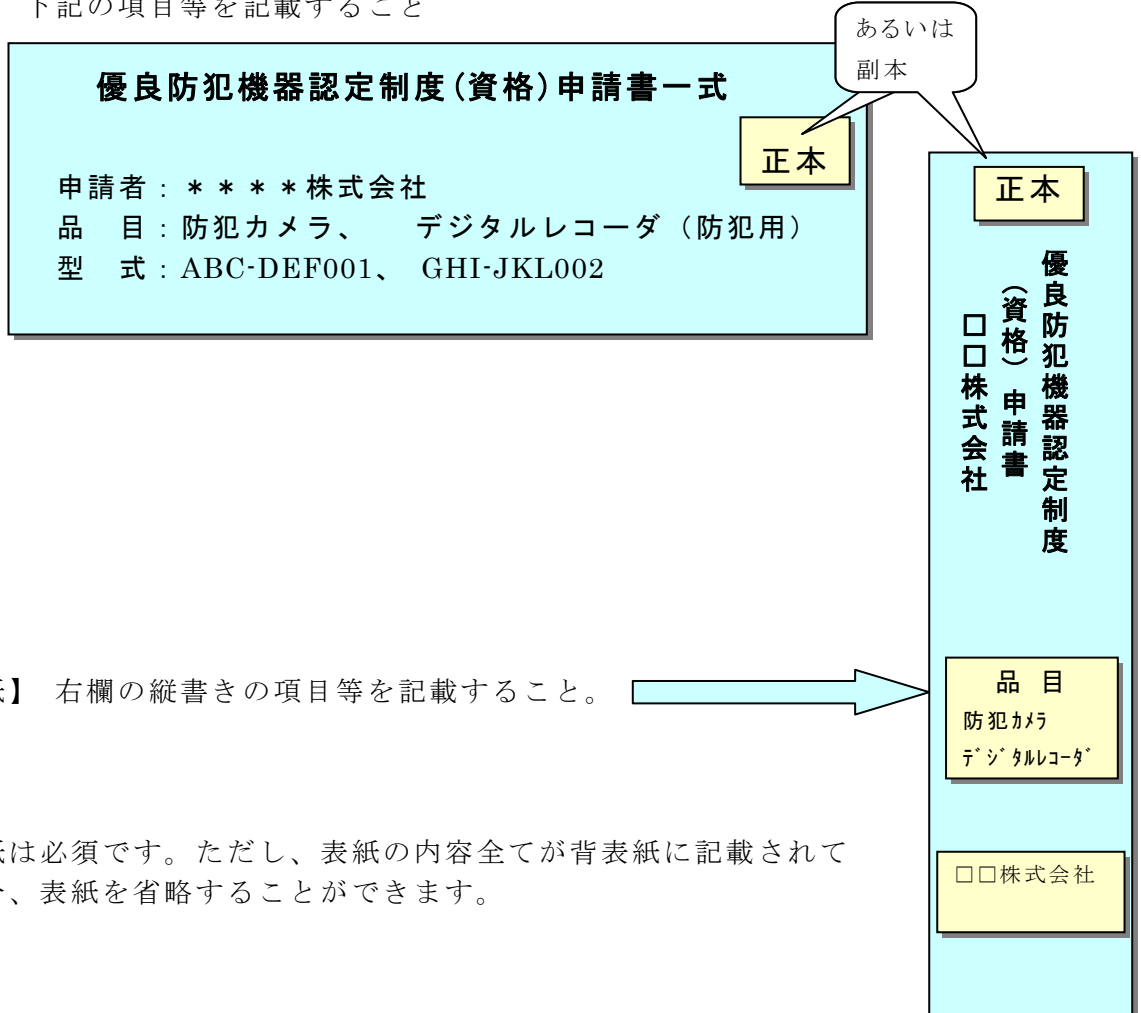 下記の項目等を記載すること
あるいは
副本
優良防犯機器認定制度(資格)申請書一式
正本
申請者：＊＊＊＊株式会社
品　目：防犯カメラ、　デジタルレコーダ（防犯用）
型　式：ABC-DEF001、 GHI-JKL002
正本
優良防犯機器認定制度
（資格）申請書
□□株式会社
】 右欄の縦書きの項目等を記載すること。
品　目
防犯ｶﾒﾗ
ﾃﾞｼﾞﾀﾙﾚｺｰﾀﾞ
は必須です。ただし、表紙の内容全てが背表紙に記載されて
、表紙を省略することができます。
□□株式会社